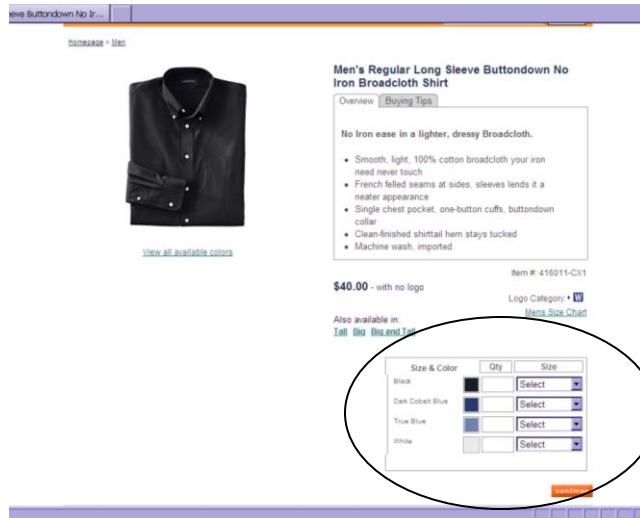 eve Buttondown No Ir...
Homepage > Men
Men's Regular Long Sleeve Buttondown No
Iron Broadcloth Shirt
Overview Buying Tips
No Iron ease in a lighter, dressy Broadcloth.
• Smooth, light, 100% cotton broadcloth your iron
need never touch
• French felled seams at sides, sleeves lends it a
neater appearance
• Single chest pocket, one-button cuffs, buttondown
collar
• Clean-finished shirttail hem stays tucked
• Machine wash, imported
View all available colors
Item #: 416011-CX1
$40.00 - with no logo
Logo Category: W
Mens Size Chart
Also available in:
Tall Big Big and Tall
Size & Color Qty Size
Black Select
Dark Cobalt Blue Select
True Blue Select
White Select
continue